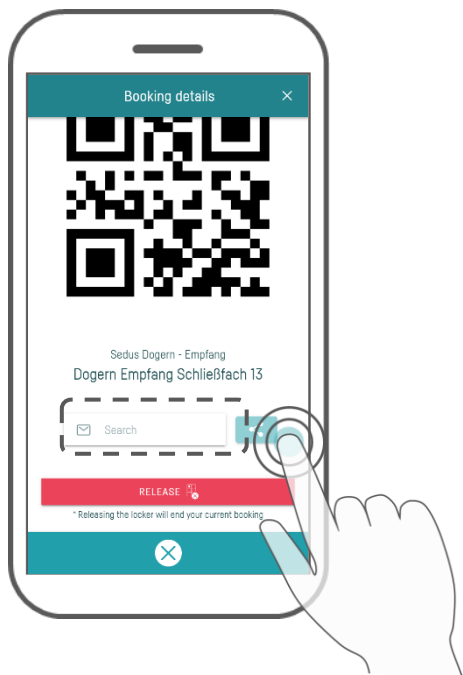 Booking details
Sedus Dogern - Empfang
Dogern Empfang Schließfach 13
Search
RELEASE
* Releasing the locker will end your current booking